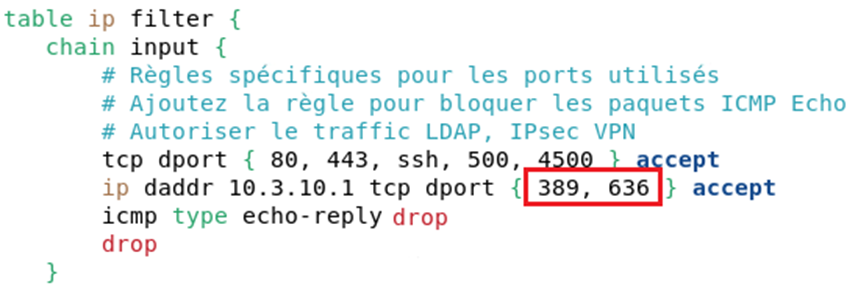 table ip filter {
chain input {
# Règles spécifiques pour les ports utilisés
# Ajoutez la règle pour bloquer les paquets ICMP Echo
# Autoriser le traffic LDAP, IPsec VPN
tcp dport { 80, 443, ssh, 500, 4500 } accept
ip daddr 10.3.10.1 tcp dport { 389, 636 } accept
icmp type echo-reply drop
drop
}